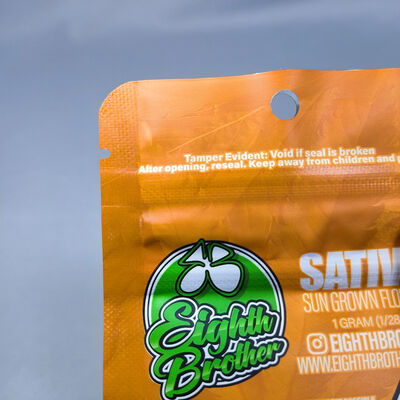 Tamper Evident: Void if seal is broken
After opening, reseal. Keep away from children and p
Eighth
Brother
SATIV
SUN GROWN FLO
1 GRAM (1/28
EIGHTHBRO
WWW.EIGHTHBROTH